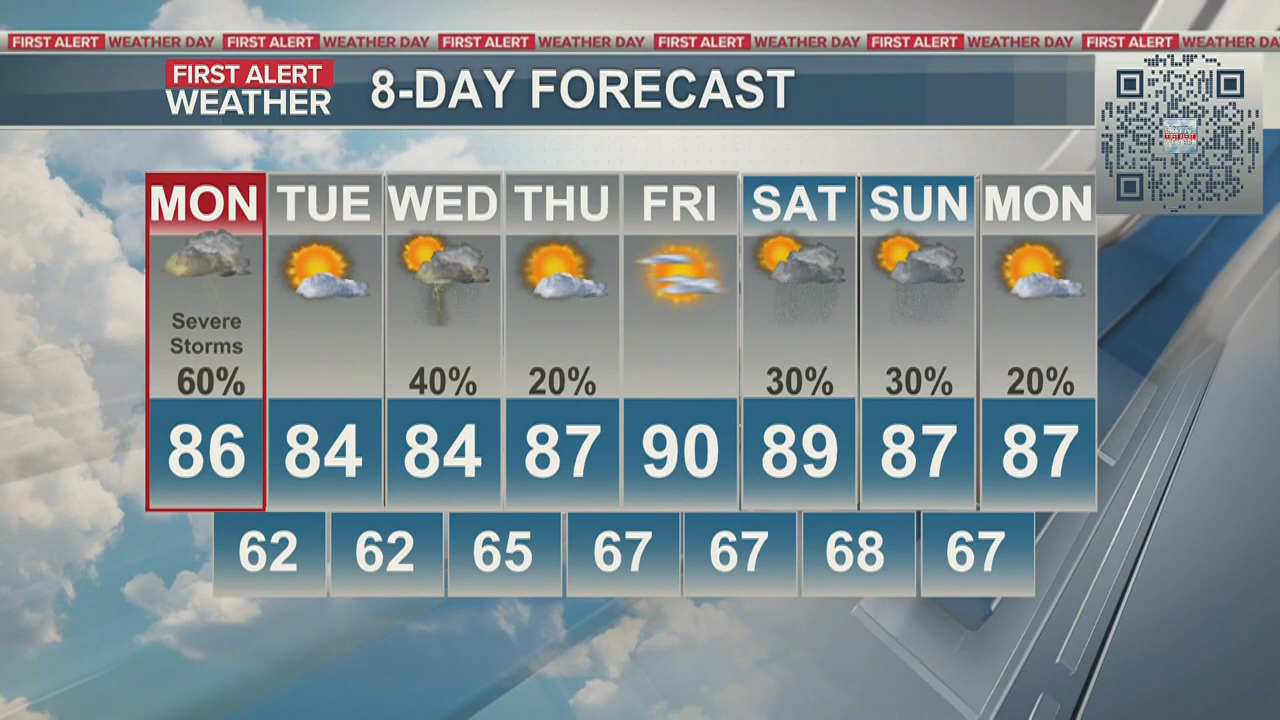 FIRST ALERT WEATHER DAY FIRST ALERT WEATHER DAY FIRST ALERT WEATHER DAY FIRST ALERT WEATHER DAY FIRST ALERT WEATHER DAY FIRST ALERT WEATHER DA
FIRST ALERT
WEATHER
8-DAY FORECAST
MON TUE WED THU FRI SAT SUN MON
Severe
Storms
60% 40% 20% 30% 30% 20%
86 84 84 87 90 89 87 87
62 62 65 67 67 68 67